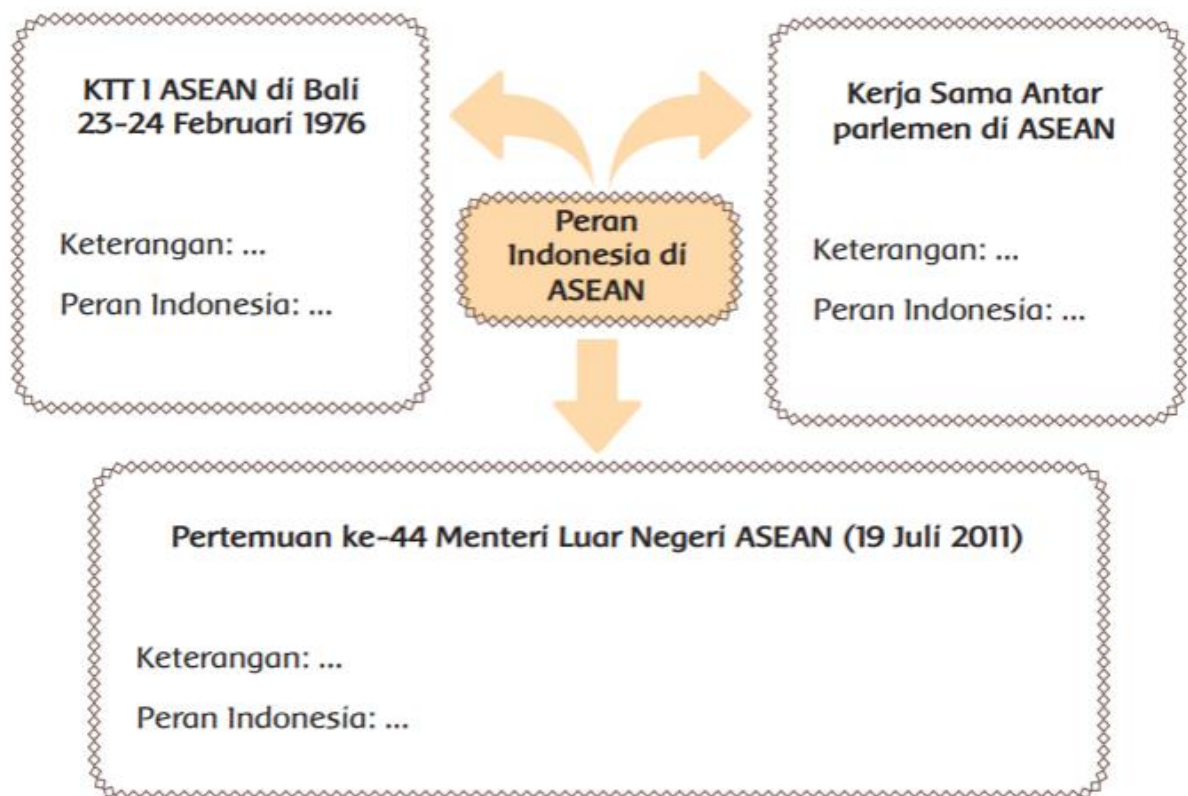 KTT 1 ASEAN di Bali
23-24 Februari 1976
Keterangan: ...
Peran Indonesia: ...
Kerja Sama Antar
parlemen di ASEAN
Keterangan: ...
Peran Indonesia: ...
Peran
Indonesia di
ASEAN
Pertemuan ke-44 Menteri Luar Negeri ASEAN (19 Juli 2011)
Keterangan: ...
Peran Indonesia: ...